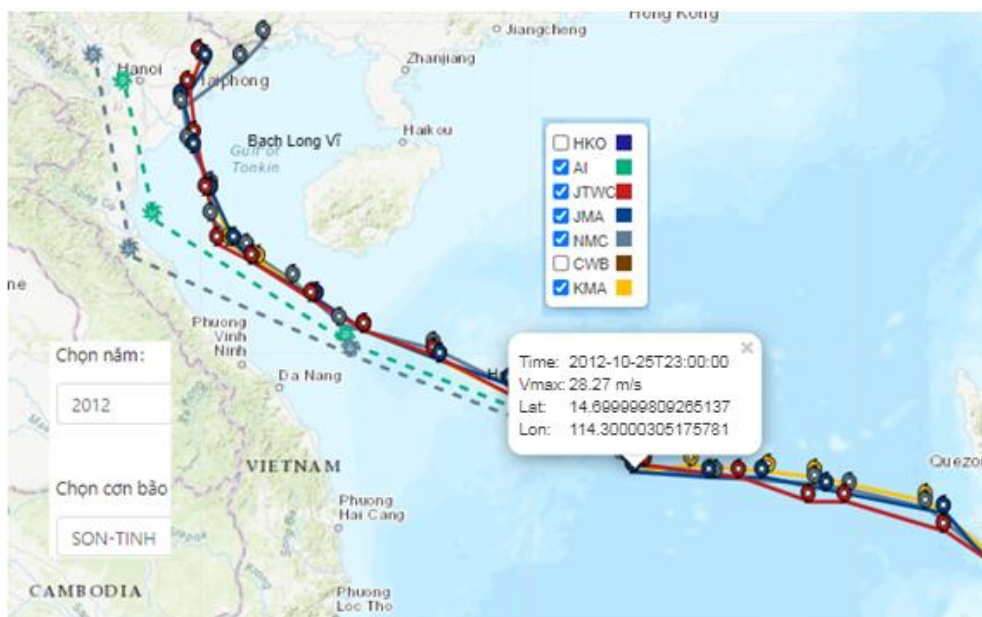 Hong Kong
Jiangcheng
Zhanjiang
Hanoi
Haiphong
Bạch Long Vĩ
Haikou
Gulf of
Tonkin
HKO
AI
JTWC
JMA
NMC
CWB
KMA
ne
Phuong
Vinh
Ninh
Da Nang
Chọn năm:
2012
Time: 2012-10-25T23:00:00
Vmax: 28.27 m/s
Lat: 14.699999809265137
Lon: 114.30000305175781
×
Quezon
VIETNAM
Chọn cơn bão
SON-TINH
Phuong
Hai Cang
CAMBODIA
Phuong
Loc Tho